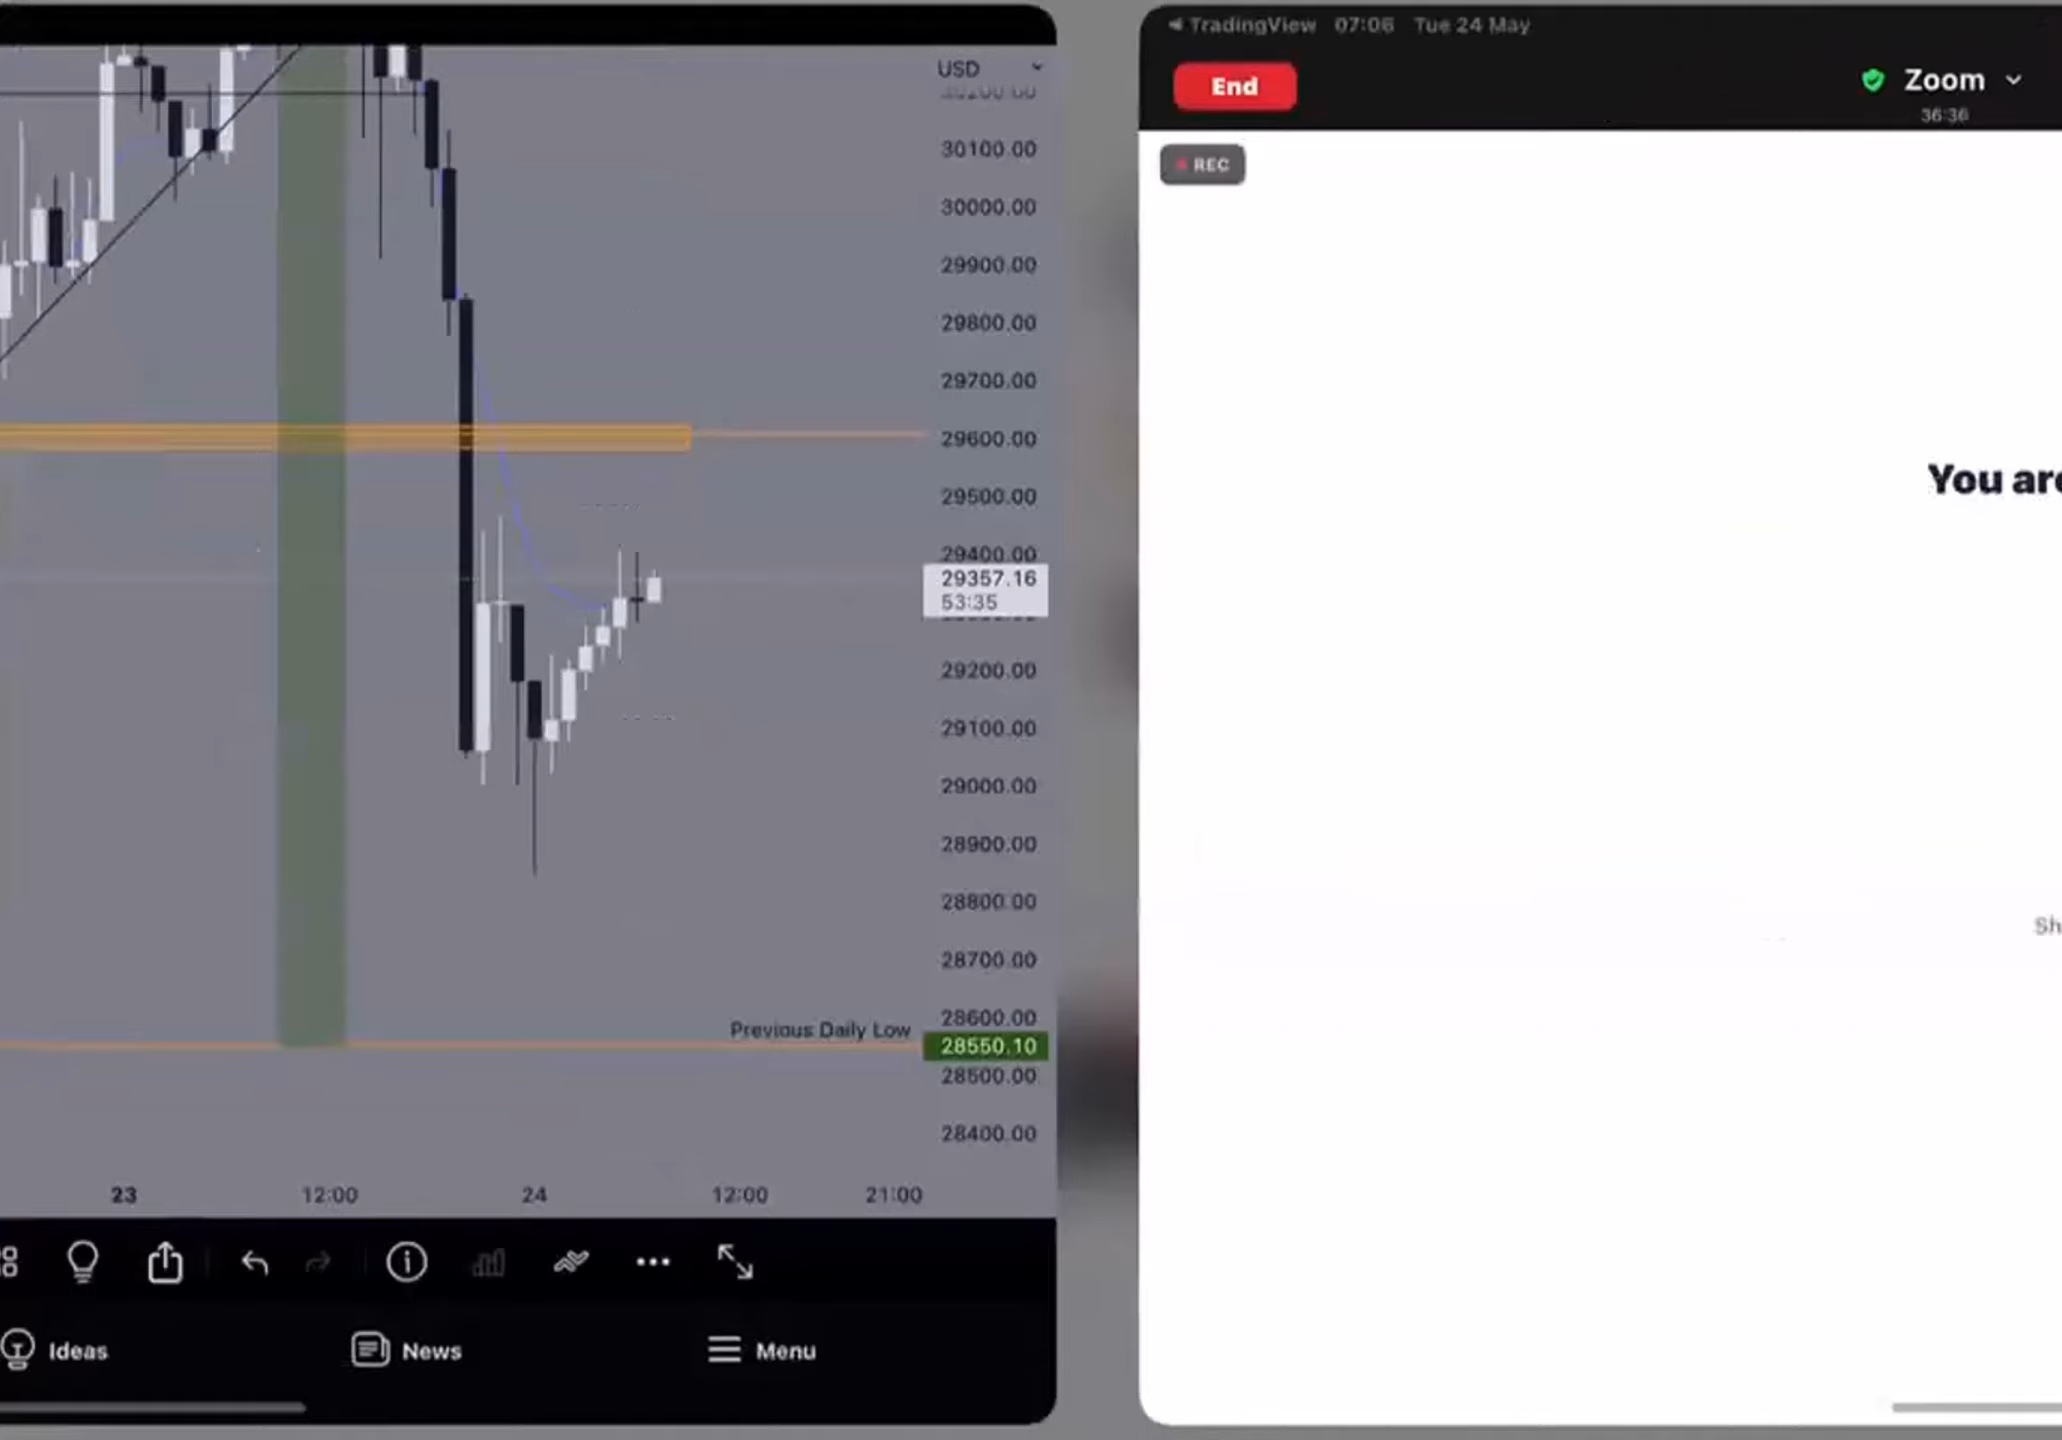 USD
30200.00
30100.00
30000.00
29900.00
29800.00
29700.00
29600.00
29500.00
29400.00
29357.16
53:35
29200.00
29100.00
29000.00
28900.00
28800.00
28700.00
28600.00
Previous Daily Low
28550.10
28500.00
28400.00
23 12:00 24 12:00 21:00
Ideas
News
Menu
TradingView 07:06 Tue 24 May
End
Zoom
36:36
REC
You are
Sh